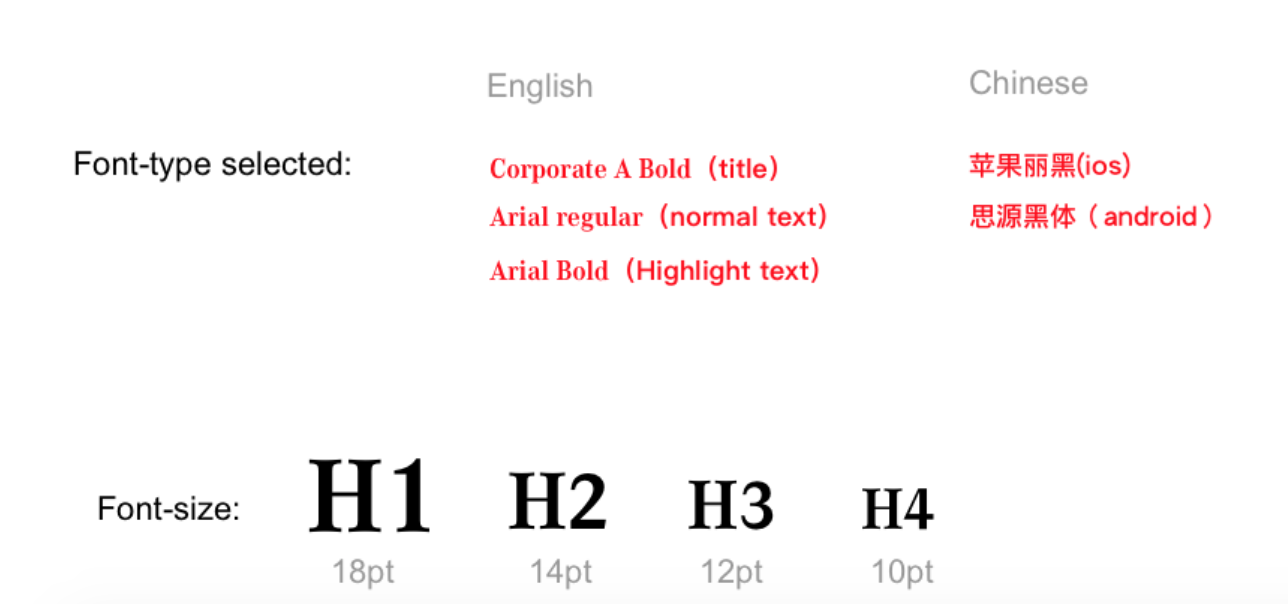 English Chinese
Font-type selected: Corporate A Bold（title） 苹果丽黑(ios)
Arial regular（normal text） 思源黑体（android）
Arial Bold（Highlight text）
Font-size: H1 H2 H3 H4
18pt 14pt 12pt 10pt